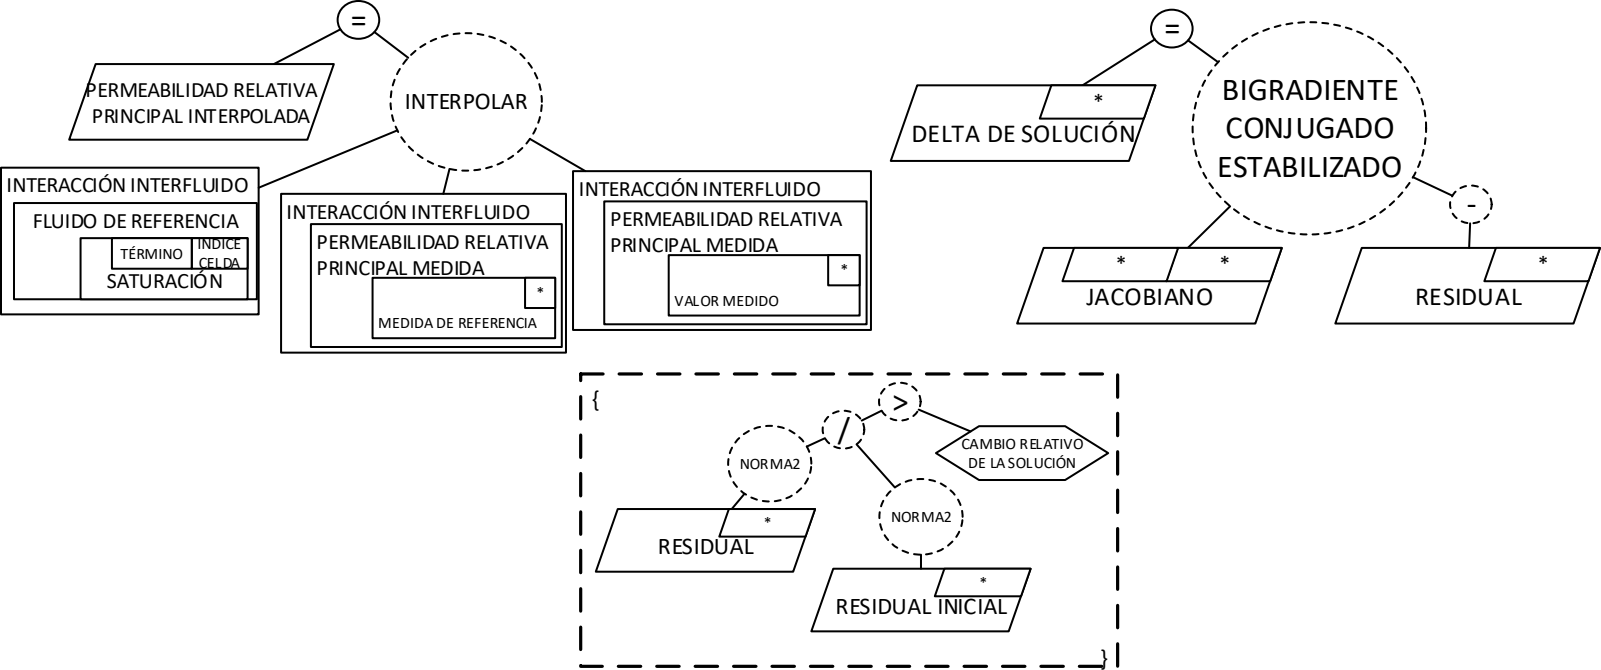 =
PERMEABILIDAD RELATIVA
PRINCIPAL INTERPOLADA
INTERPOLAR
INTERACCIÓN INTERFLUIDO
FLUIDO DE REFERENCIA
TÉRMINO
ÍNDICE
CELDA
SATURACIÓN
INTERACCIÓN INTERFLUIDO
PERMEABILIDAD RELATIVA
PRINCIPAL MEDIDA
*
MEDIDA DE REFERENCIA
INTERACCIÓN INTERFLUIDO
PERMEABILIDAD RELATIVA
PRINCIPAL MEDIDA
*
VALOR MEDIDO
=
*
DELTA DE SOLUCIÓN
BIGRADIENTE
CONJUGADO
ESTABILIZADO
-
* *
JACOBIANO
*
RESIDUAL
{
>
/
CAMBIO RELATIVO
DE LA SOLUCIÓN
NORMA2
*
RESIDUAL
NORMA2
*
RESIDUAL INICIAL
}